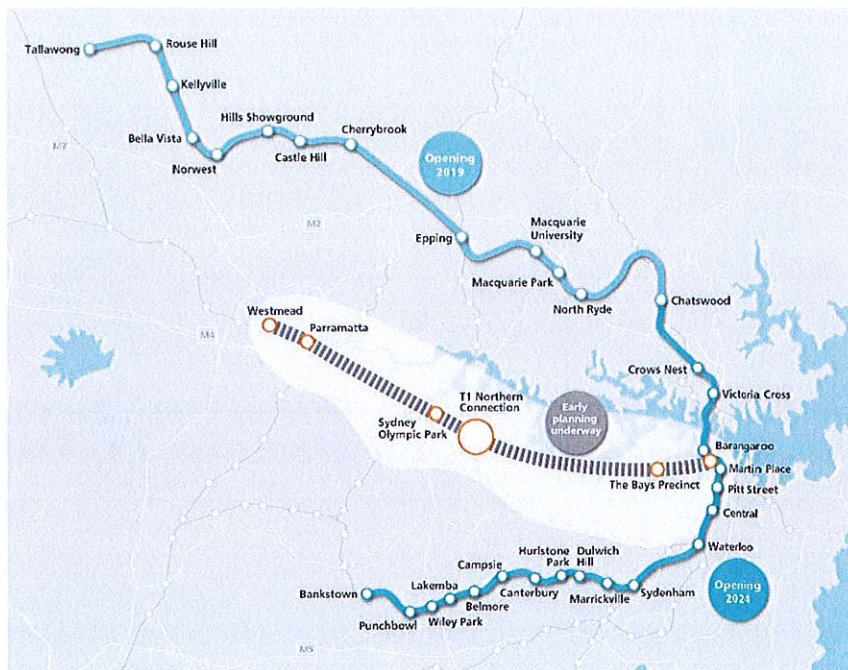 Tallawong
Rouse Hill
Kellyville
Bella Vista
Norwest
Hills Showground
Castle Hill
Cherrybrook
Opening
2019
M7
M2
Epping
Macquarie
University
Macquarie Park
North Ryde
Chatswood
Crows Nest
Victoria Cross
Westmead
Parramatta
M4
T1 Northern
Connection
Sydney
Olympic Park
Early
planning
underway
The Bays Precinct
Barangaroo
Martin Place
Pitt Street
Central
Waterloo
Opening
2024
Sydenham
Marrickville
Dulwich
Hill
Hurlstone
Park
Canterbury
Campsie
Belmore
Lakemba
Wiley Park
Punchbowl
Bankstown
M5